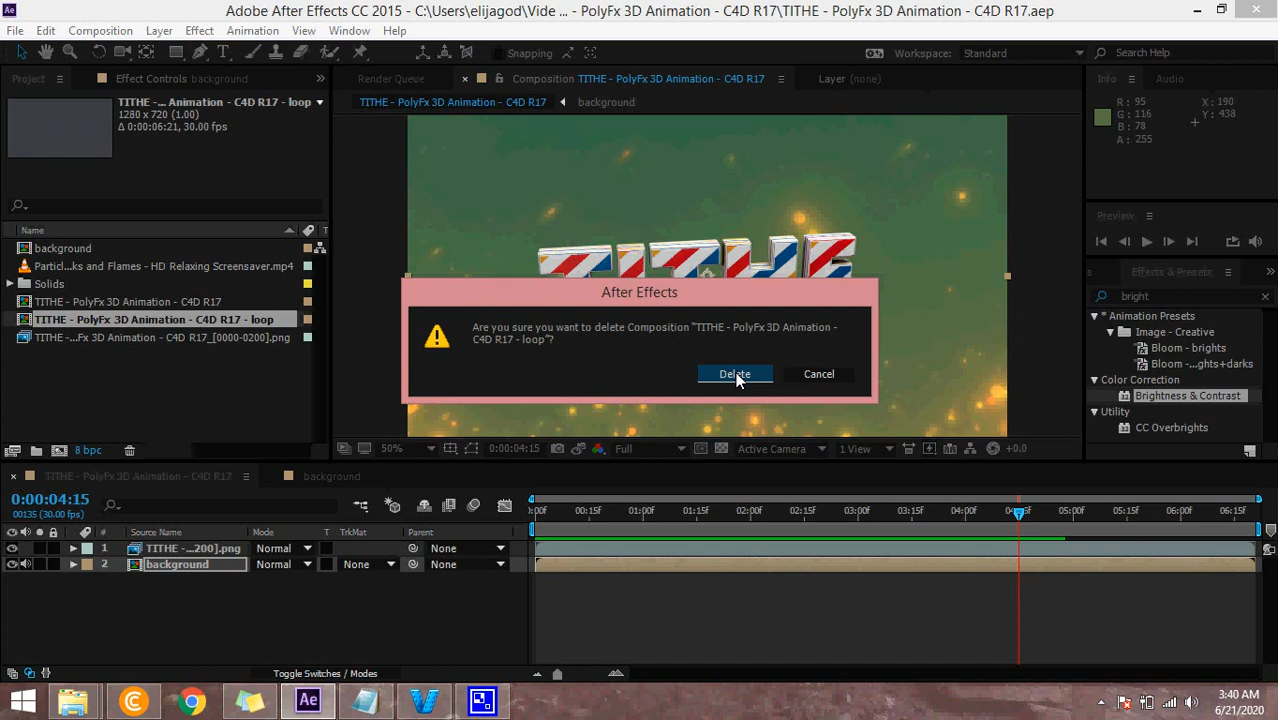 Adobe After Effects CC 2015 - C:\Users\elijagod\Vide ... - PolyFx 3D Animation - C4D R17\TITHE - PolyFx 3D Animation - C4D R17.aep
File Edit Composition Layer Effect Animation View Window Help
Snapping Workspace: Standard Search Help
Project Effect Controls background Render Queue Composition TITHE - PolyFx 3D Animation - C4D R17 Layer (none) Info Audio
TITHE - ... Animation - C4D R17 - loop
1280 x 720 (1.00)
Δ 0:00:06:21, 30.00 fps
TITHE - PolyFx 3D Animation - C4D R17 background
R : 95 X : 190
G : 116 Y : 438
B : 78
A : 255
Preview
Name
background
Particl...ks and Flames - HD Relaxing Screensaver.mp4
Solids
TITHE - PolyFx 3D Animation - C4D R17
TITHE - PolyFx 3D Animation - C4D R17 - loop
TITHE -...Fx 3D Animation - C4D R17_[0000-0200].png
8 bpc
TITHE
After Effects
Are you sure you want to delete Composition "TITHE - PolyFx 3D Animation -
C4D R17 - loop"?
Delete Cancel
Effects & Presets
bright
* Animation Presets
Image - Creative
Bloom - brights
Bloom -...ghts+darks
Color Correction
Brightness & Contrast
Utility
CC Overbrights
50% 0:00:04:15 Full Active Camera 1 View +0.0
TITHE - PolyFx 3D Animation - C4D R17 background
0:00:04:15
00135 (30.00 fps)
:00f 00:15f 01:00f 01:15f 02:00f 02:15f 03:00f 03:15f 04:00f 04:15f 05:00f 05:15f 06:00f 06:15f
# Source Name Mode T TrkMat Parent
1 TITHE -...200].png Normal None
2 background Normal None None
Toggle Switches / Modes
Ae
3:40 AM
6/21/2020